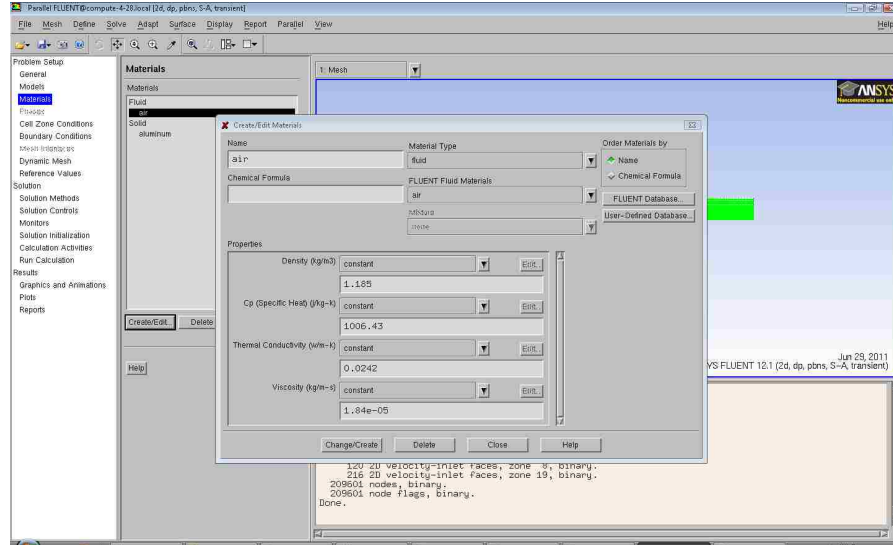 Parallel FLUENT@compute-4-28.local [2d, dp, pbns, S-A, transient]
File Mesh Define Solve Adapt Surface Display Report Parallel View Help
Problem Setup
General
Models
Materials
Phases
Cell Zone Conditions
Boundary Conditions
Mesh Interfaces
Dynamic Mesh
Reference Values
Solution
Solution Methods
Solution Controls
Monitors
Solution Initialization
Calculation Activities
Run Calculation
Results
Graphics and Animations
Plots
Reports
Materials
Materials
Fluid
air
Solid
aluminum
Create/Edit... Delete
Help
1: Mesh
ANSYS
Noncommercial use only
Create/Edit Materials
Name
air
Chemical Formula
Material Type
fluid
FLUENT Fluid Materials
air
Mixture
none
Order Materials by
Name
Chemical Formula
FLUENT Database...
User-Defined Database...
Properties
Density (kg/m3) constant Edit...
1.185
Cp (Specific Heat) (j/kg-k) constant Edit...
1006.43
Thermal Conductivity (w/m-k) constant Edit...
0.0242
Viscosity (kg/m-s) constant Edit...
1.84e-05
Change/Create Delete Close Help
Jun 29, 2011
YS FLUENT 12.1 (2d, dp, pbns, S-A, transient)
120 2D velocity-inlet faces, zone 8, binary.
216 2D velocity-inlet faces, zone 19, binary.
209601 nodes, binary.
209601 node flags, binary.
Done.